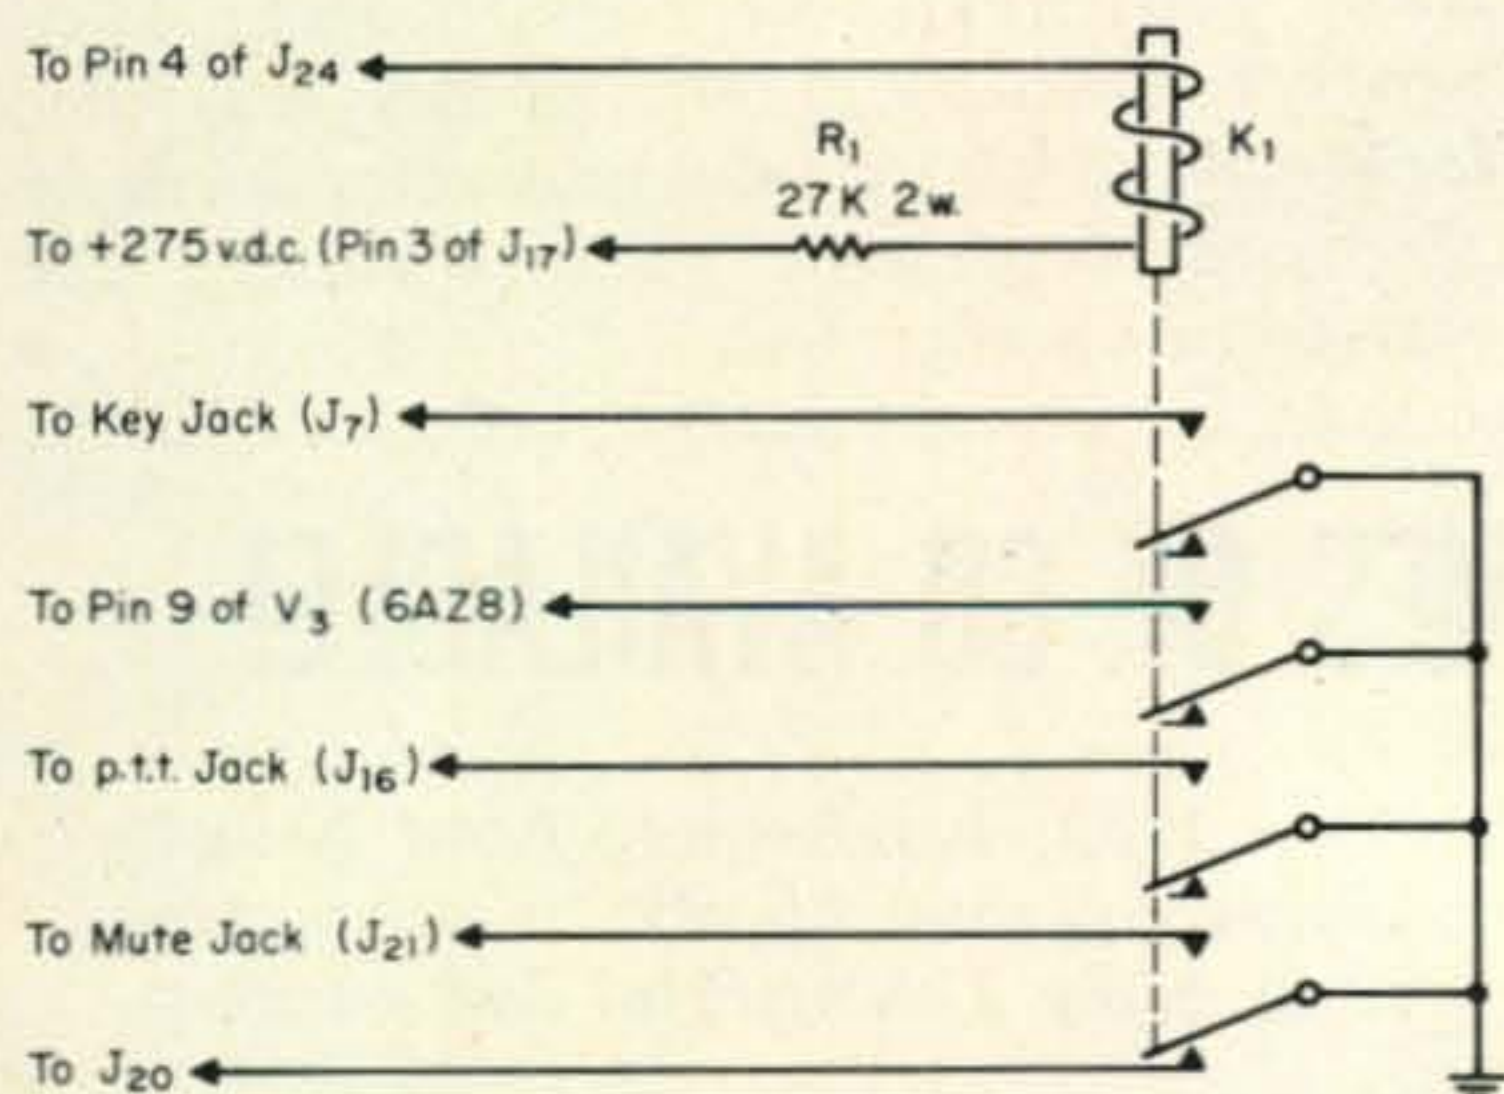 To Pin 4 of J24
R1
K1
27K 2w.
To +275 v.d.c. (Pin 3 of J17)
To Key Jack (J7)
To Pin 9 of V3 (6AZ8)
To p.t.t. Jack (J16)
To Mute Jack (J21)
To J20